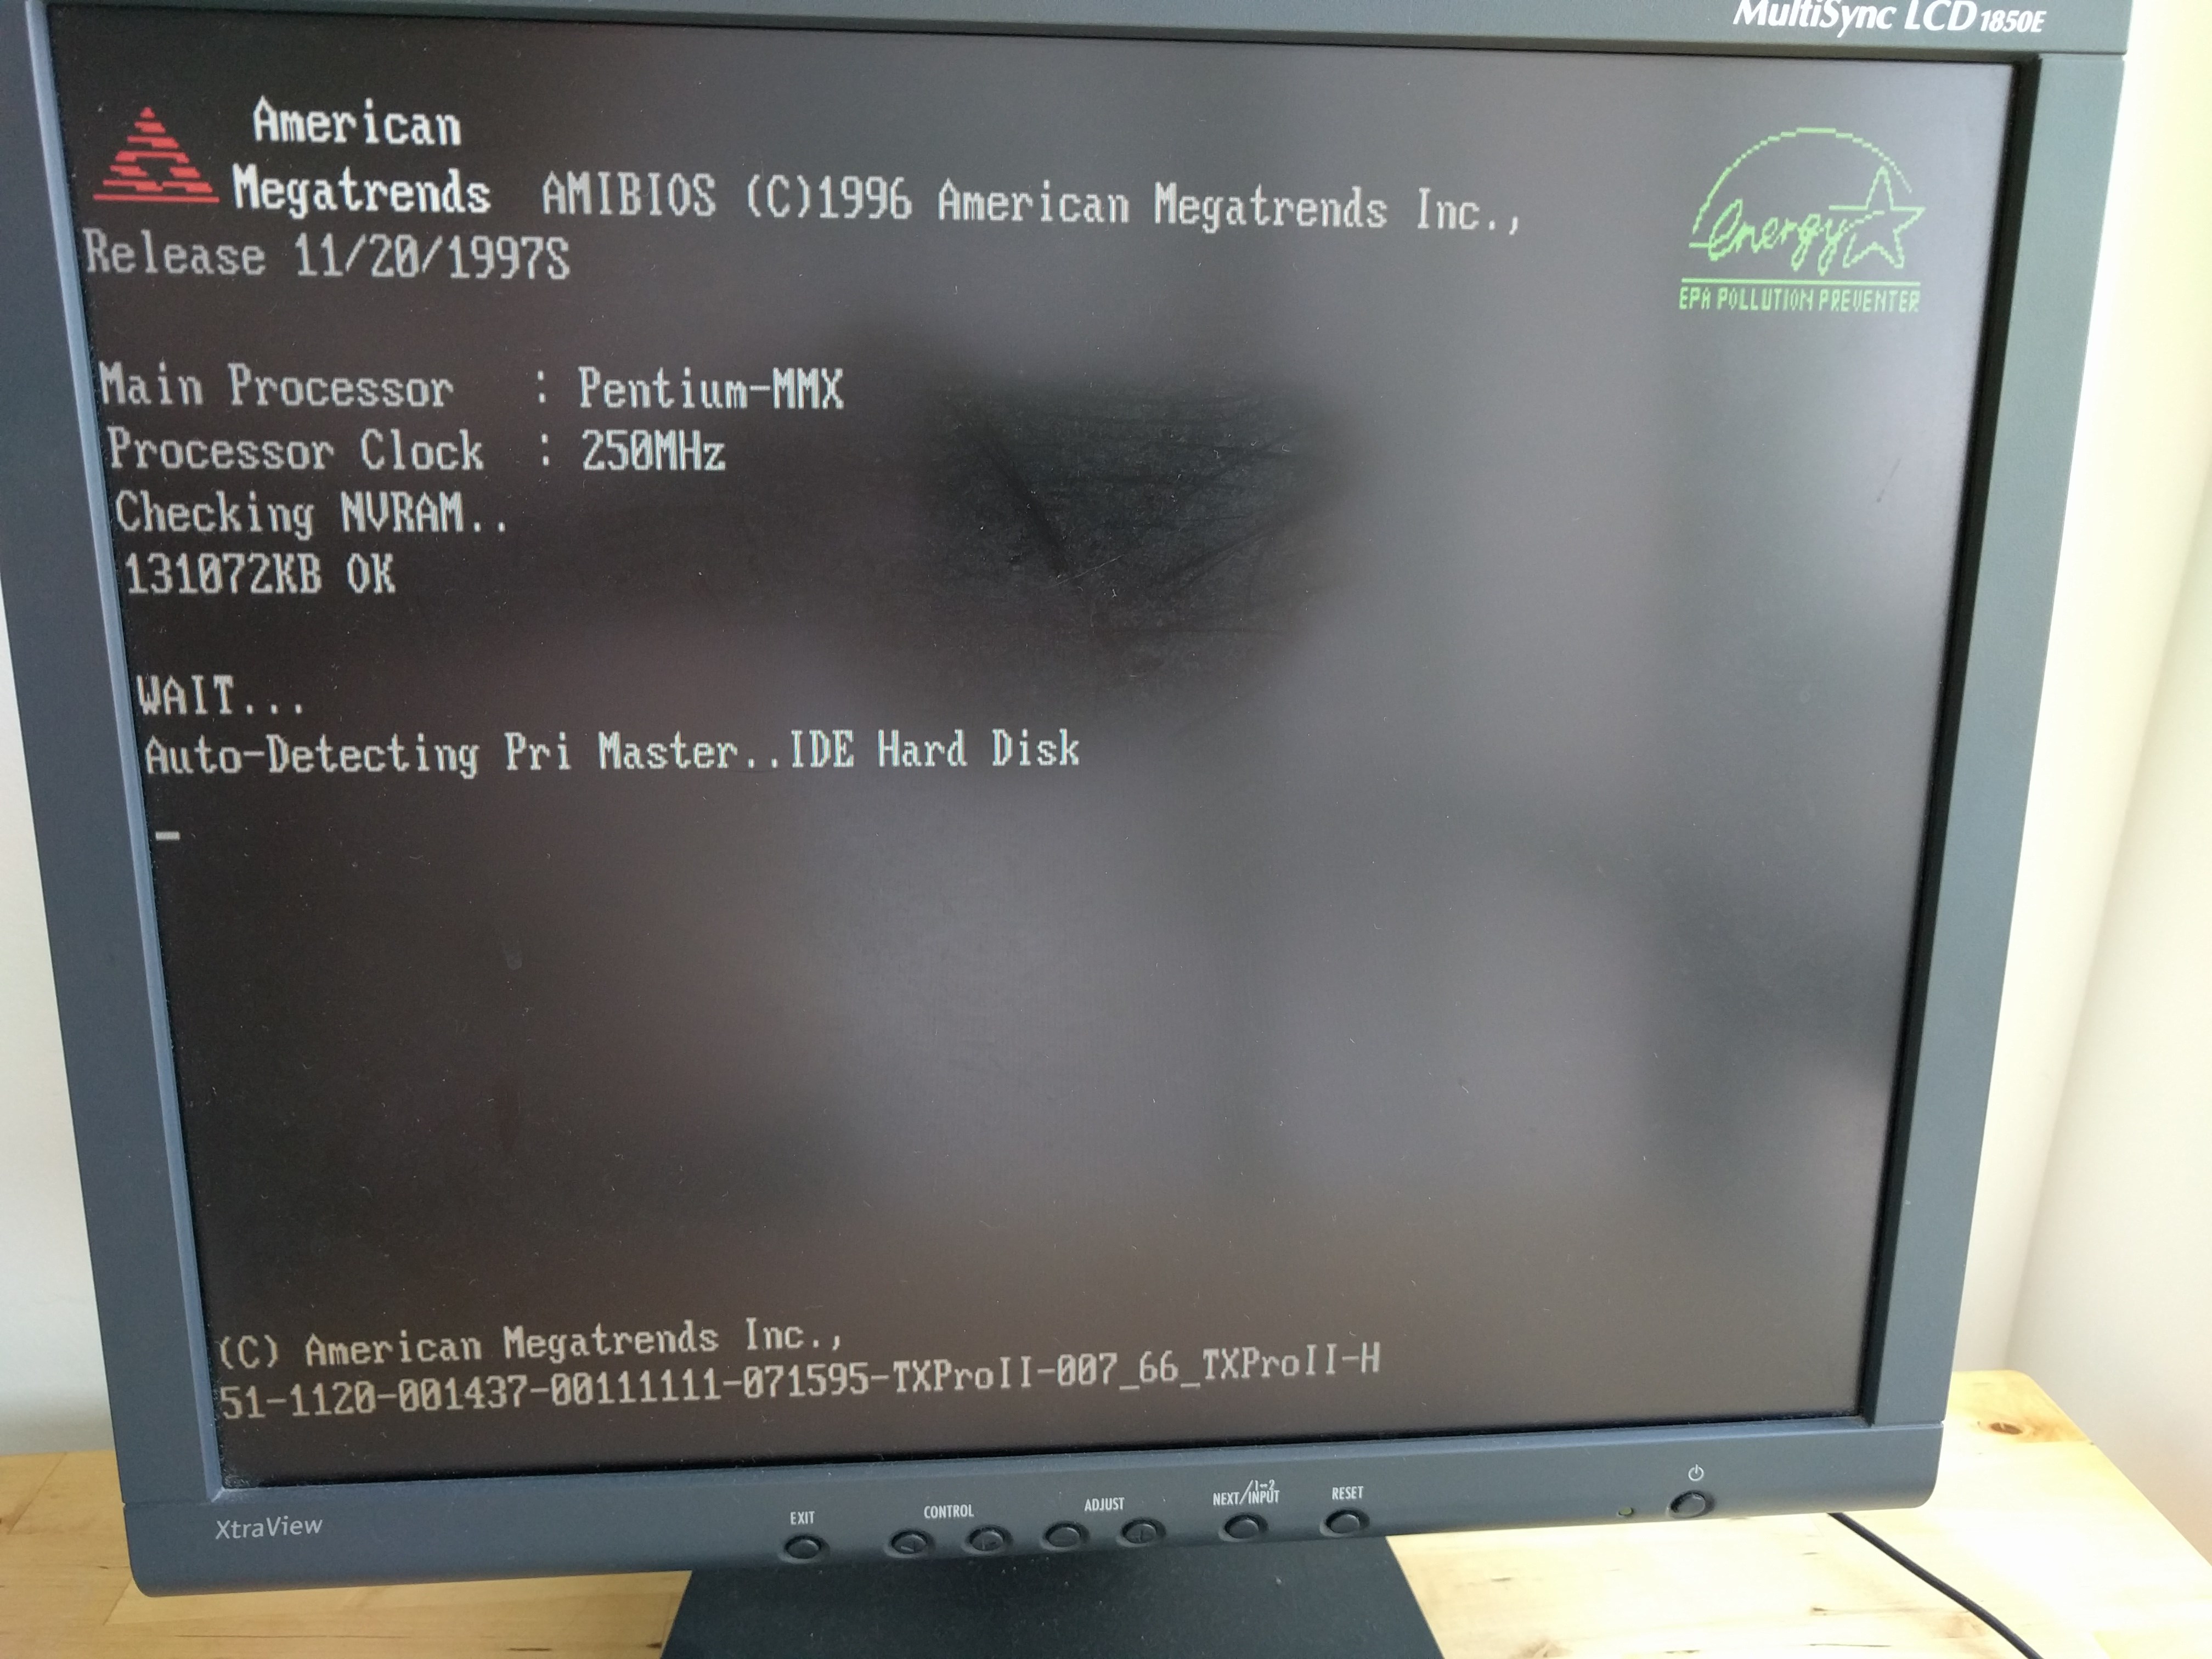 MultiSync LCD 1850E
American
Megatrends AMIBIOS (C)1996 American Megatrends Inc.,
Release 11/20/1997S
energy
EPA POLLUTION PREVENTER
Main Processor : Pentium-MMX
Processor Clock : 250MHz
Checking NVRAM..
131072KB OK
WAIT...
Auto-Detecting Pri Master..IDE Hard Disk
_
(C) American Megatrends Inc.,
51-1120-001437-00111111-071595-TXProII-007_66_TXProII-H
XtraView
EXIT CONTROL ADJUST NEXT/INPUT 1↔2 RESET